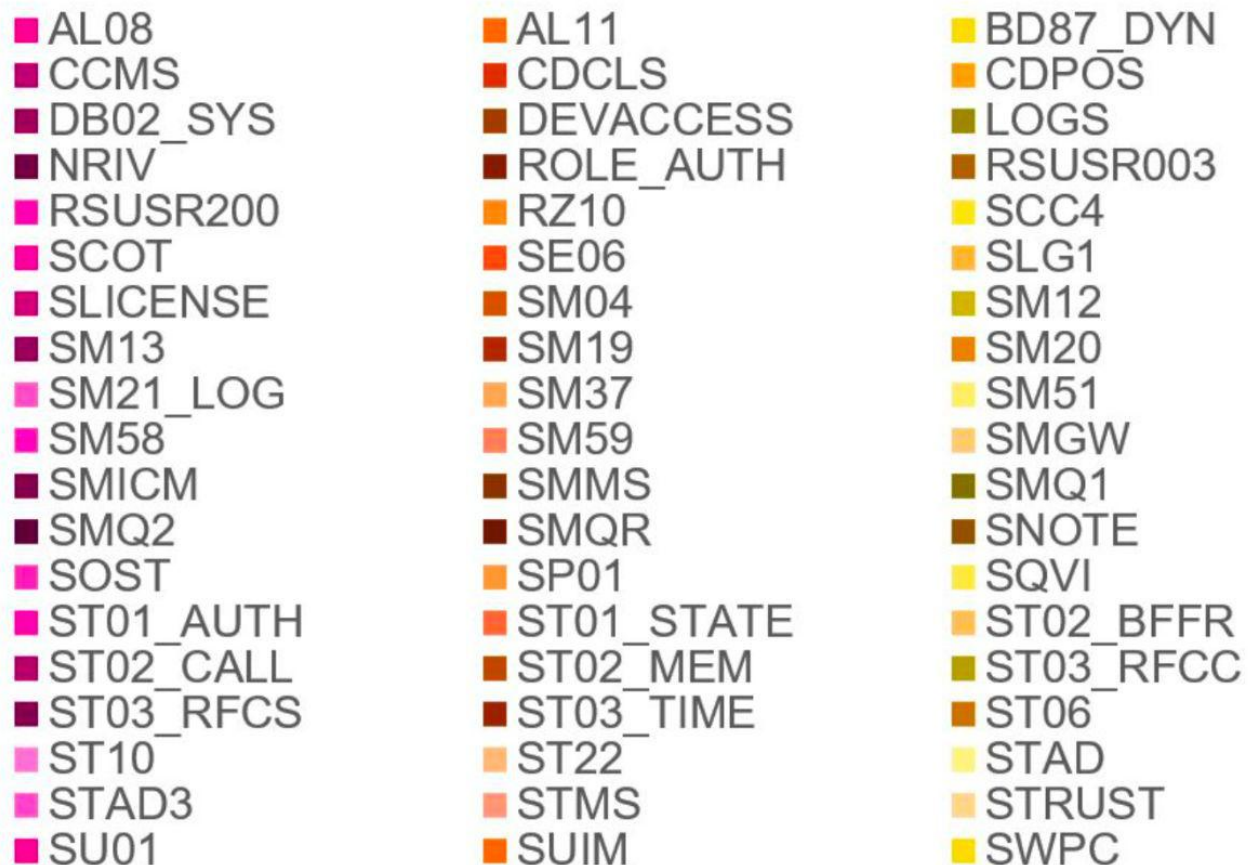 AL08 AL11 BD87_DYN
CCMS CDCLS CDPOS
DB02_SYS DEVACCESS LOGS
NRIV ROLE_AUTH RSUSR003
RSUSR200 RZ10 SCC4
SCOT SE06 SLG1
SLICENSE SM04 SM12
SM13 SM19 SM20
SM21_LOG SM37 SM51
SM58 SM59 SMGW
SMICM SMMS SMQ1
SMQ2 SMQR SNOTE
SOST SP01 SQVI
ST01_AUTH ST01_STATE ST02_BFFR
ST02_CALL ST02_MEM ST03_RFCC
ST03_RFCS ST03_TIME ST06
ST10 ST22 STAD
STAD3 STMS STRUST
SU01 SUIM SWPC